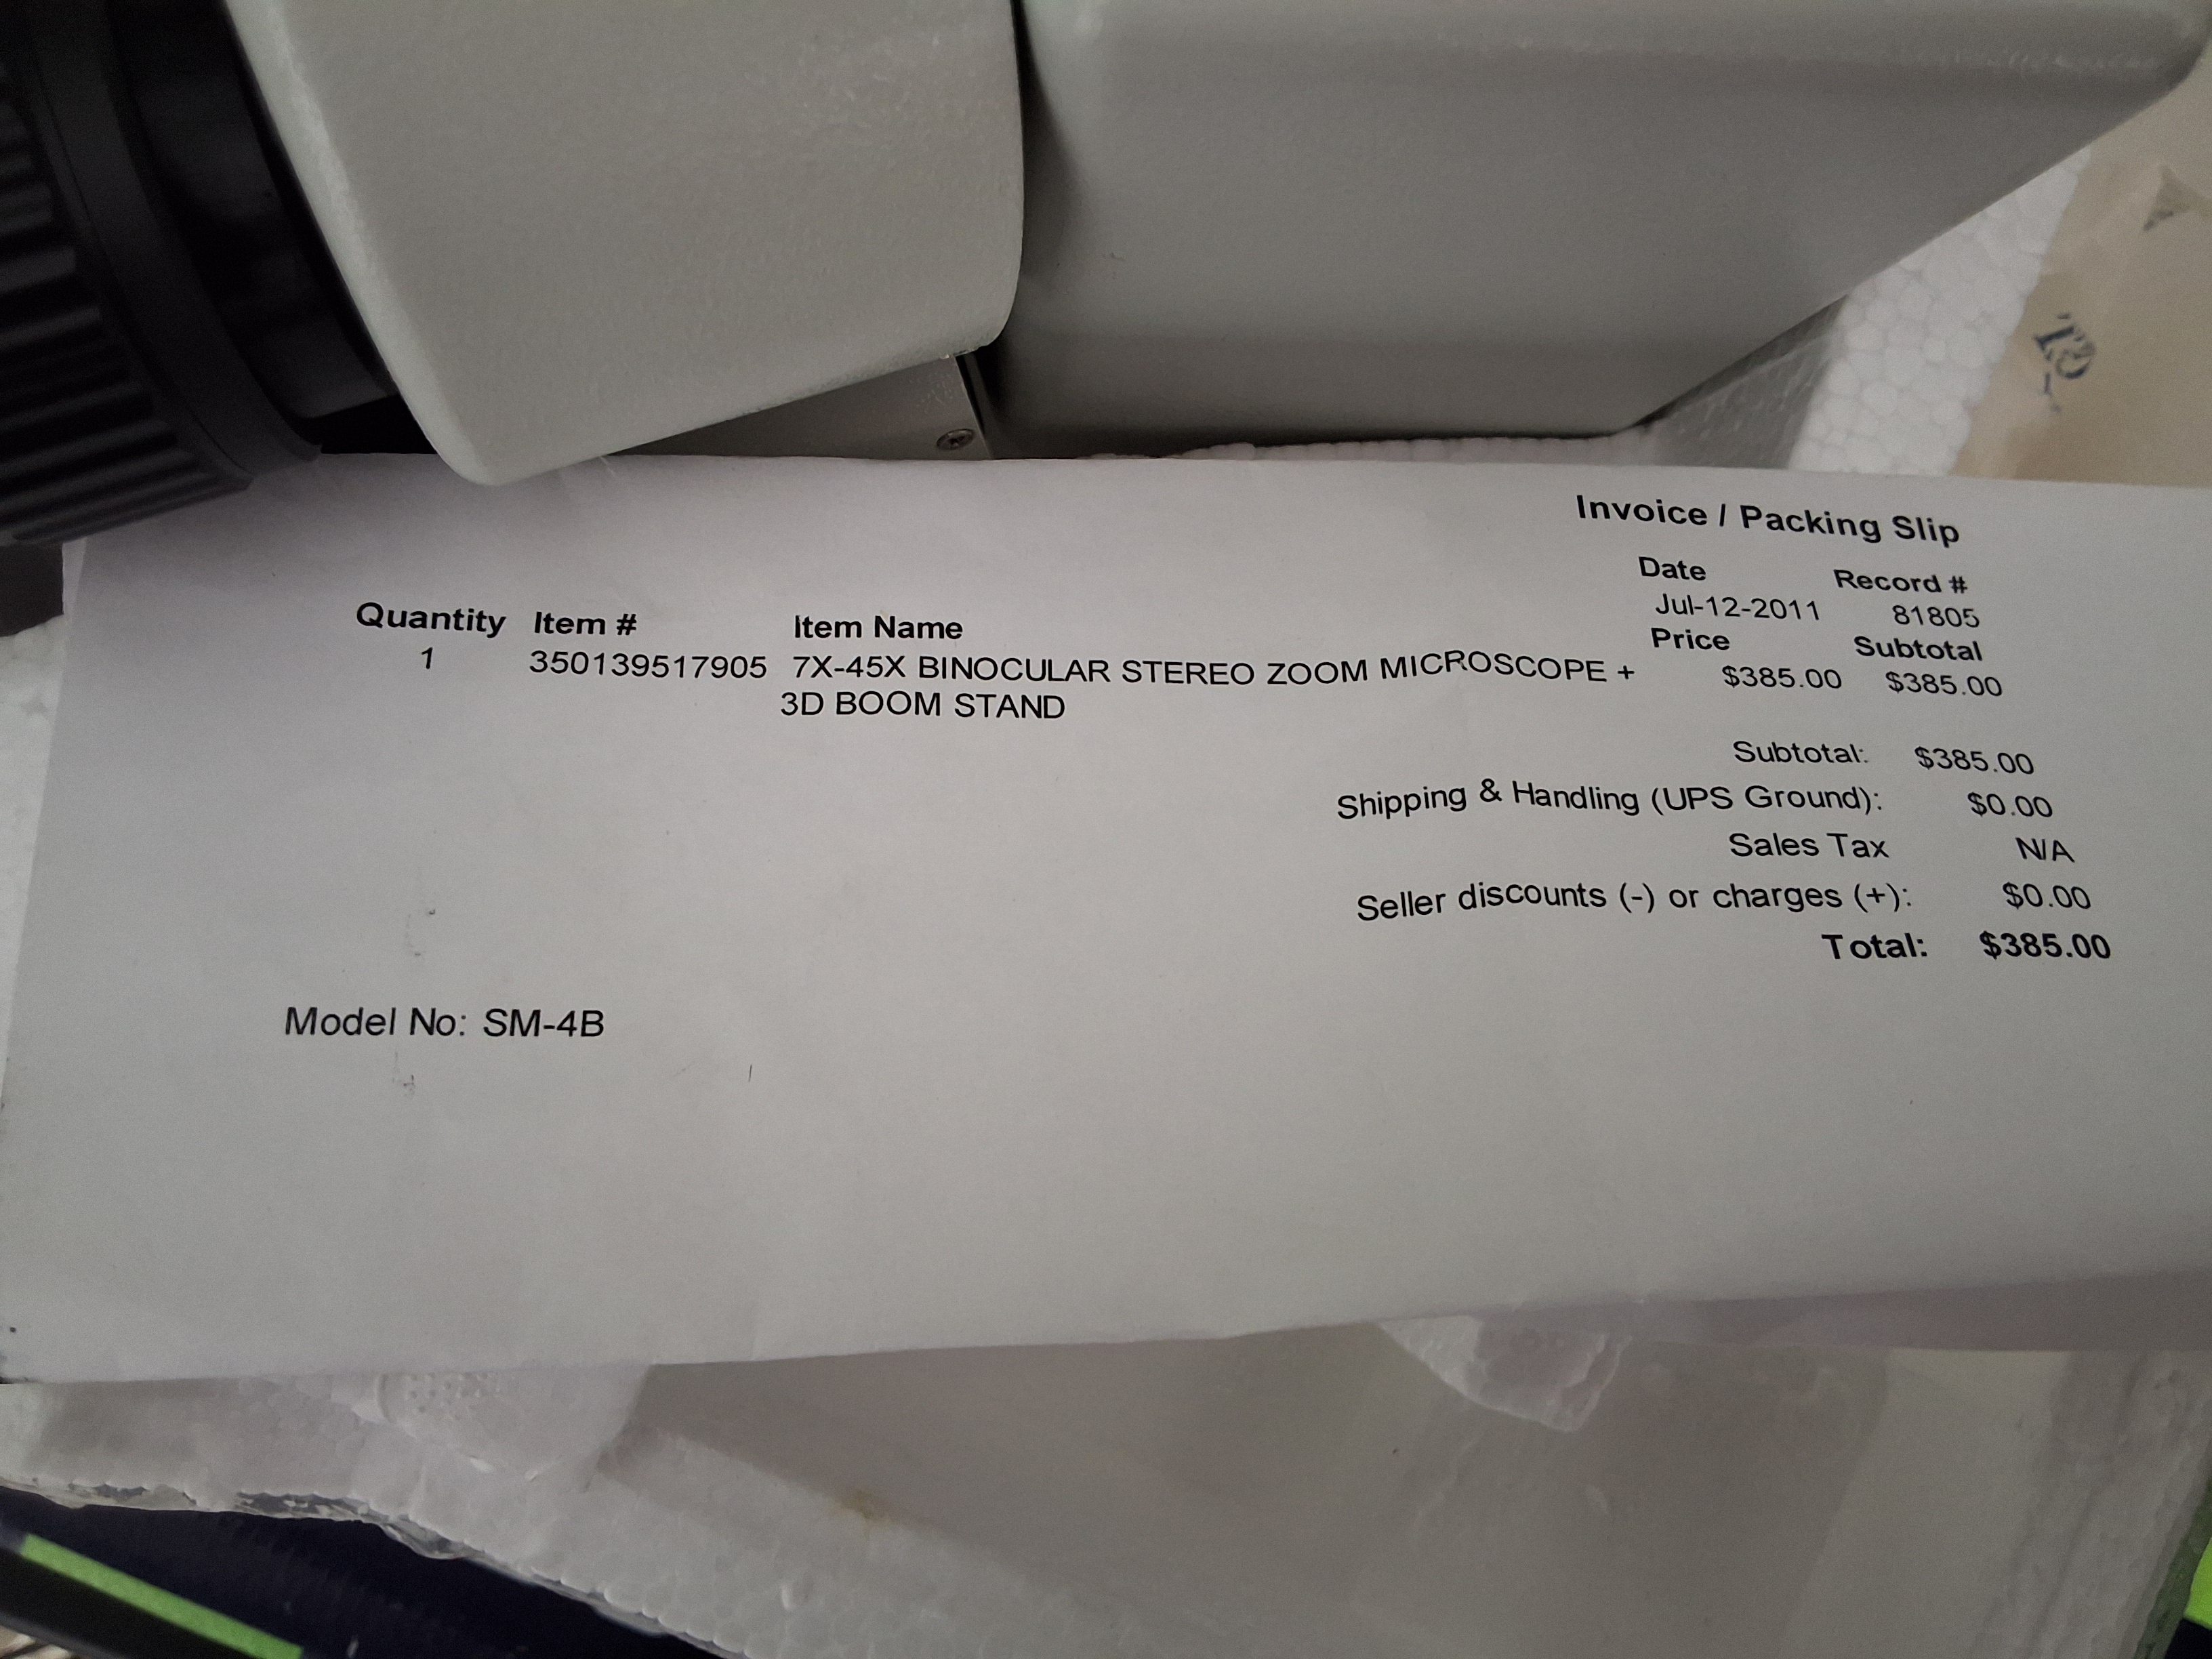 Invoice / Packing Slip
Date Record #
Jul-12-2011 81805
Quantity Item # Item Name Price Subtotal
1 350139517905 7X-45X BINOCULAR STEREO ZOOM MICROSCOPE + $385.00 $385.00
3D BOOM STAND
Subtotal: $385.00
Shipping & Handling (UPS Ground): $0.00
Sales Tax N/A
Seller discounts (-) or charges (+): $0.00
Total: $385.00
Model No: SM-4B